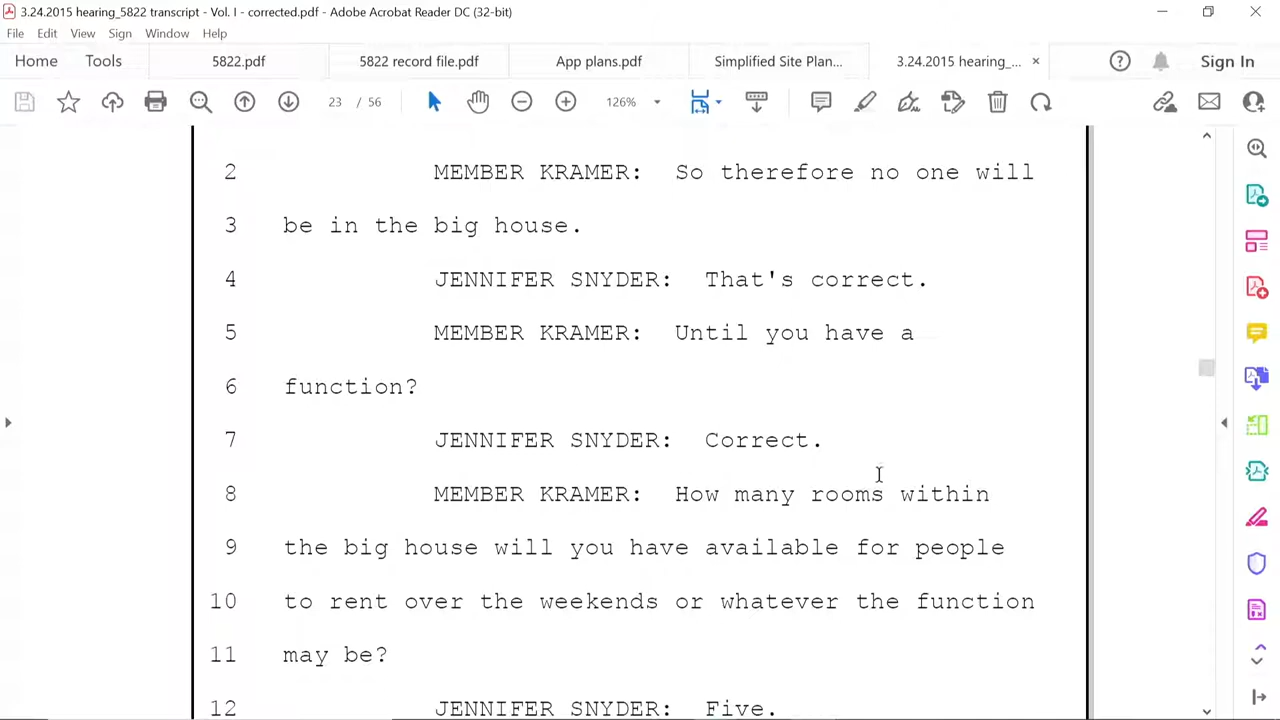 3.24.2015 hearing_5822 transcript - Vol. I - corrected.pdf - Adobe Acrobat Reader DC (32-bit)
File Edit View Sign Window Help
Home Tools 5822.pdf 5822 record file.pdf App plans.pdf Simplified Site Plan... 3.24.2015 hearing_... × Sign In
23 / 56 126%
2 MEMBER KRAMER: So therefore no one will
3 be in the big house.
4 JENNIFER SNYDER: That's correct.
5 MEMBER KRAMER: Until you have a
6 function?
7 JENNIFER SNYDER: Correct.
8 MEMBER KRAMER: How many rooms within
9 the big house will you have available for people
10 to rent over the weekends or whatever the function
11 may be?
12 JENNIFER SNYDER: Five.